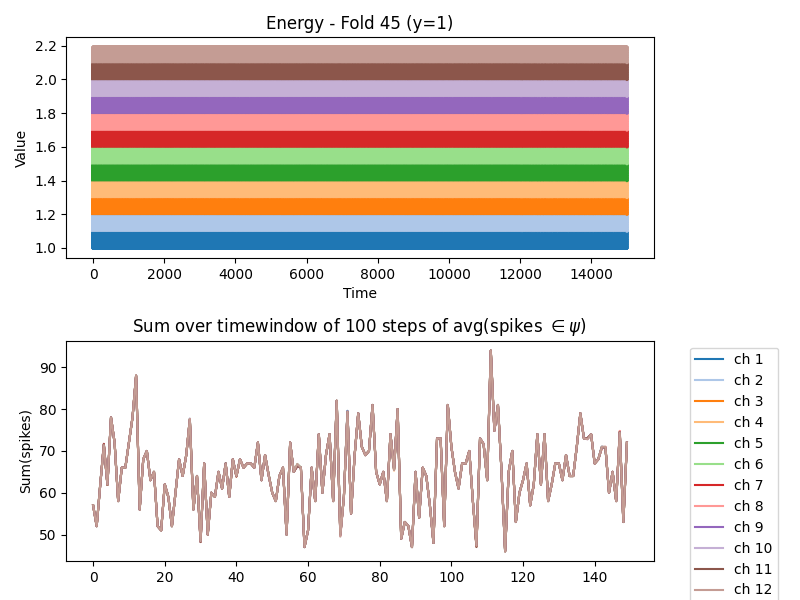 Energy - Fold 45 (y=1)
Value
2.2
2.0
1.8
1.6
1.4
1.2
1.0
0
2000
4000
6000
8000
10000
12000
14000
Time
Sum over timewindow of 100 steps of avg(spikes ∈ψ)
Sum(spikes)
90
80
70
60
50
0
20
40
60
80
100
120
140
ch 1
ch 2
ch 3
ch 4
ch 5
ch 6
ch 7
ch 8
ch 9
ch 10
ch 11
ch 12